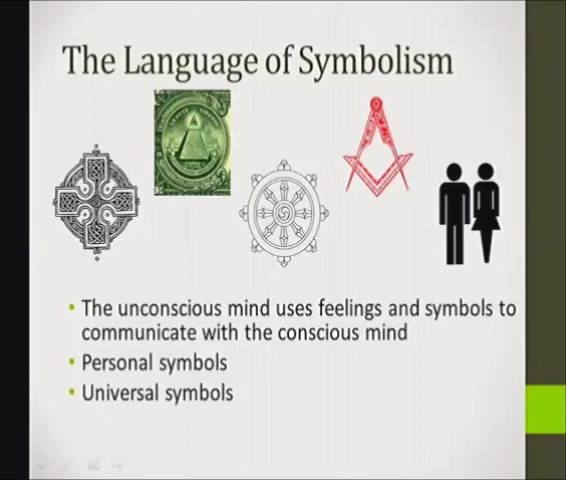 The Language of Symbolism
• The unconscious mind uses feelings and symbols to
communicate with the conscious mind
• Personal symbols
• Universal symbols